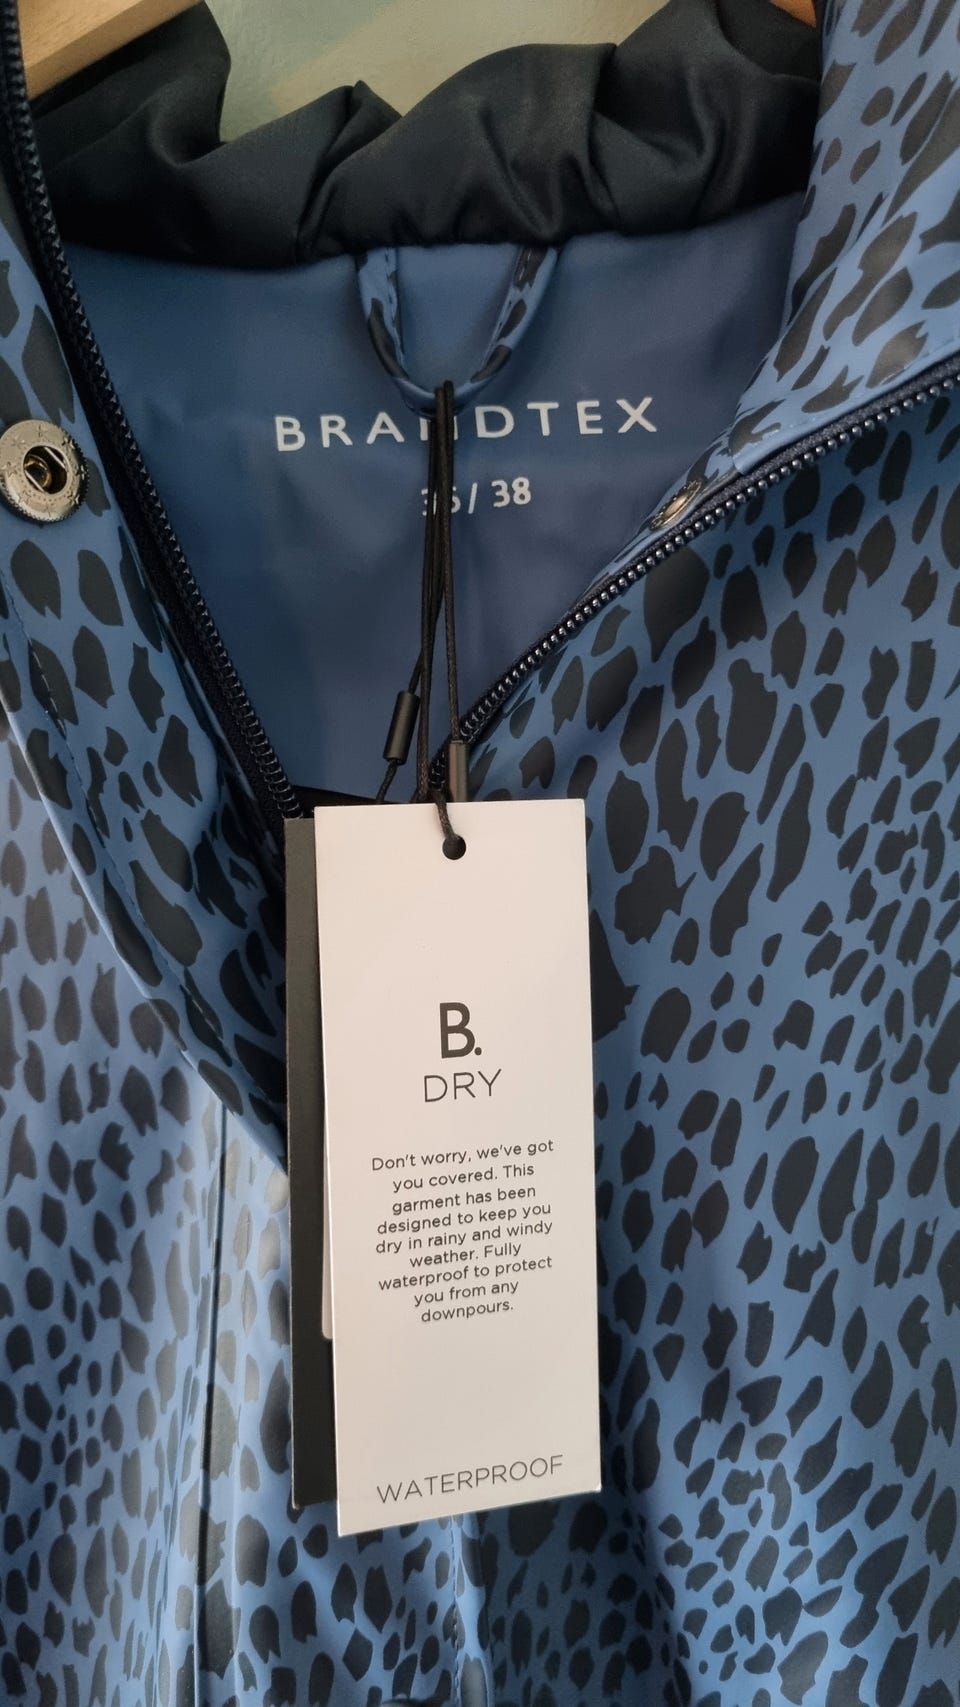 BRANDTEX
36/38
B.
DRY
Don't worry, we've got
you covered. This
garment has been
designed to keep you
dry in rainy and windy
weather. Fully
waterproof to protect
you from any
downpours.
WATERPROOF